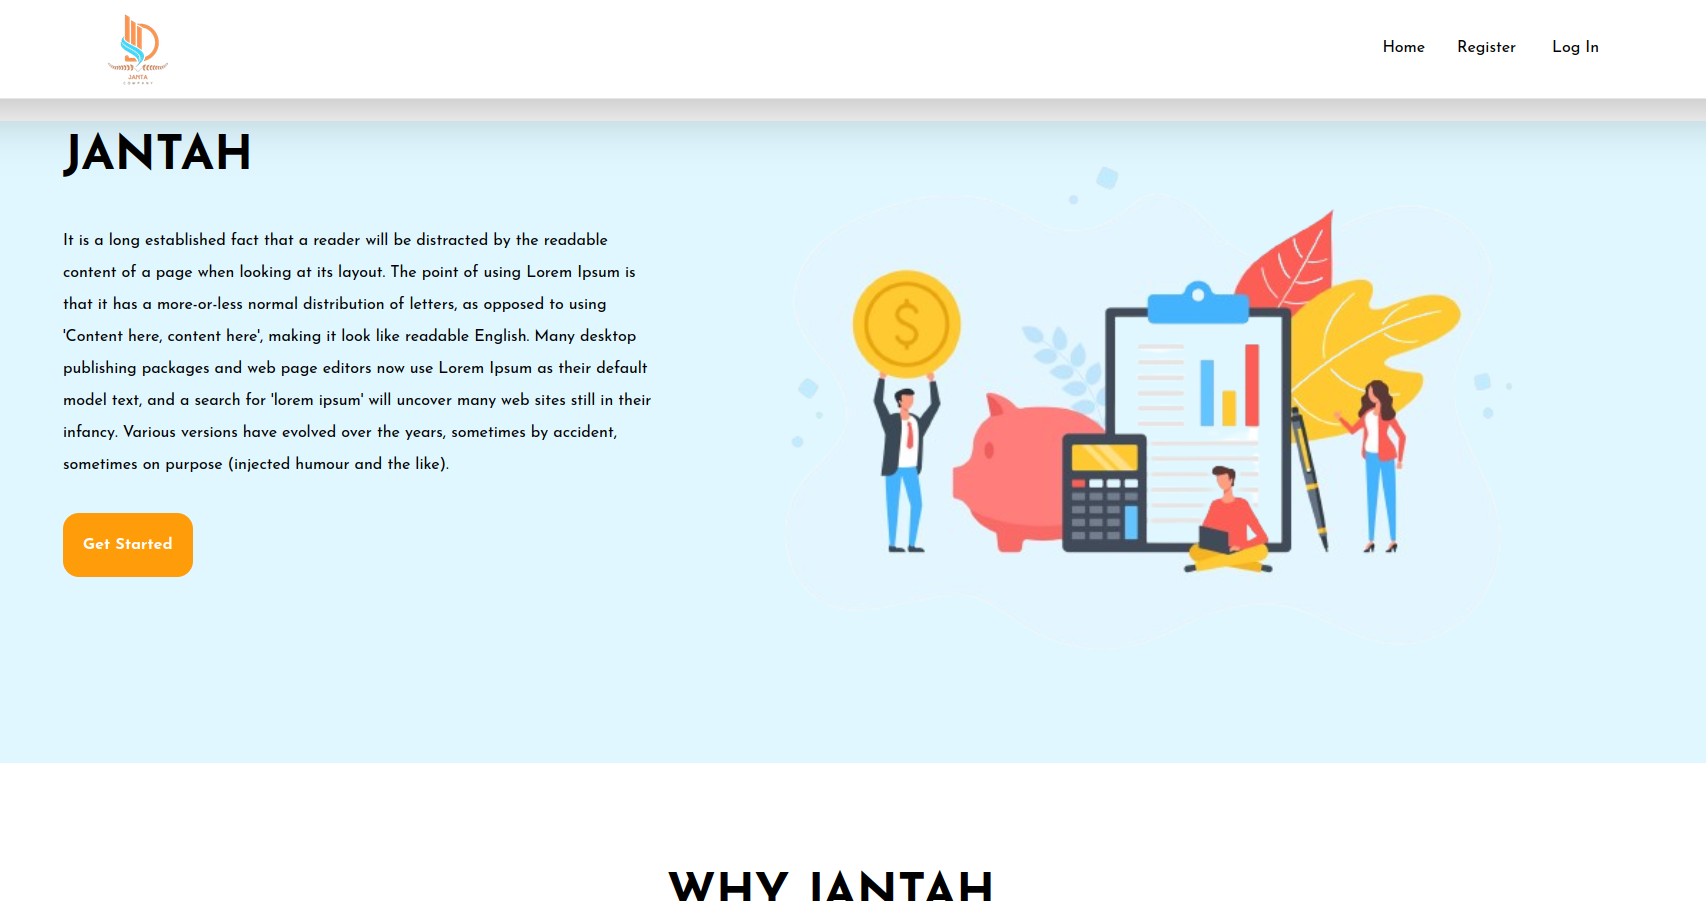 JANTA
COMPANY
Home Register Log In
JANTAH
It is a long established fact that a reader will be distracted by the readable
content of a page when looking at its layout. The point of using Lorem Ipsum is
that it has a more-or-less normal distribution of letters, as opposed to using
'Content here, content here', making it look like readable English. Many desktop
publishing packages and web page editors now use Lorem Ipsum as their default
model text, and a search for 'lorem ipsum' will uncover many web sites still in their
infancy. Various versions have evolved over the years, sometimes by accident,
sometimes on purpose (injected humour and the like).
Get Started
$
WHY JANTAH